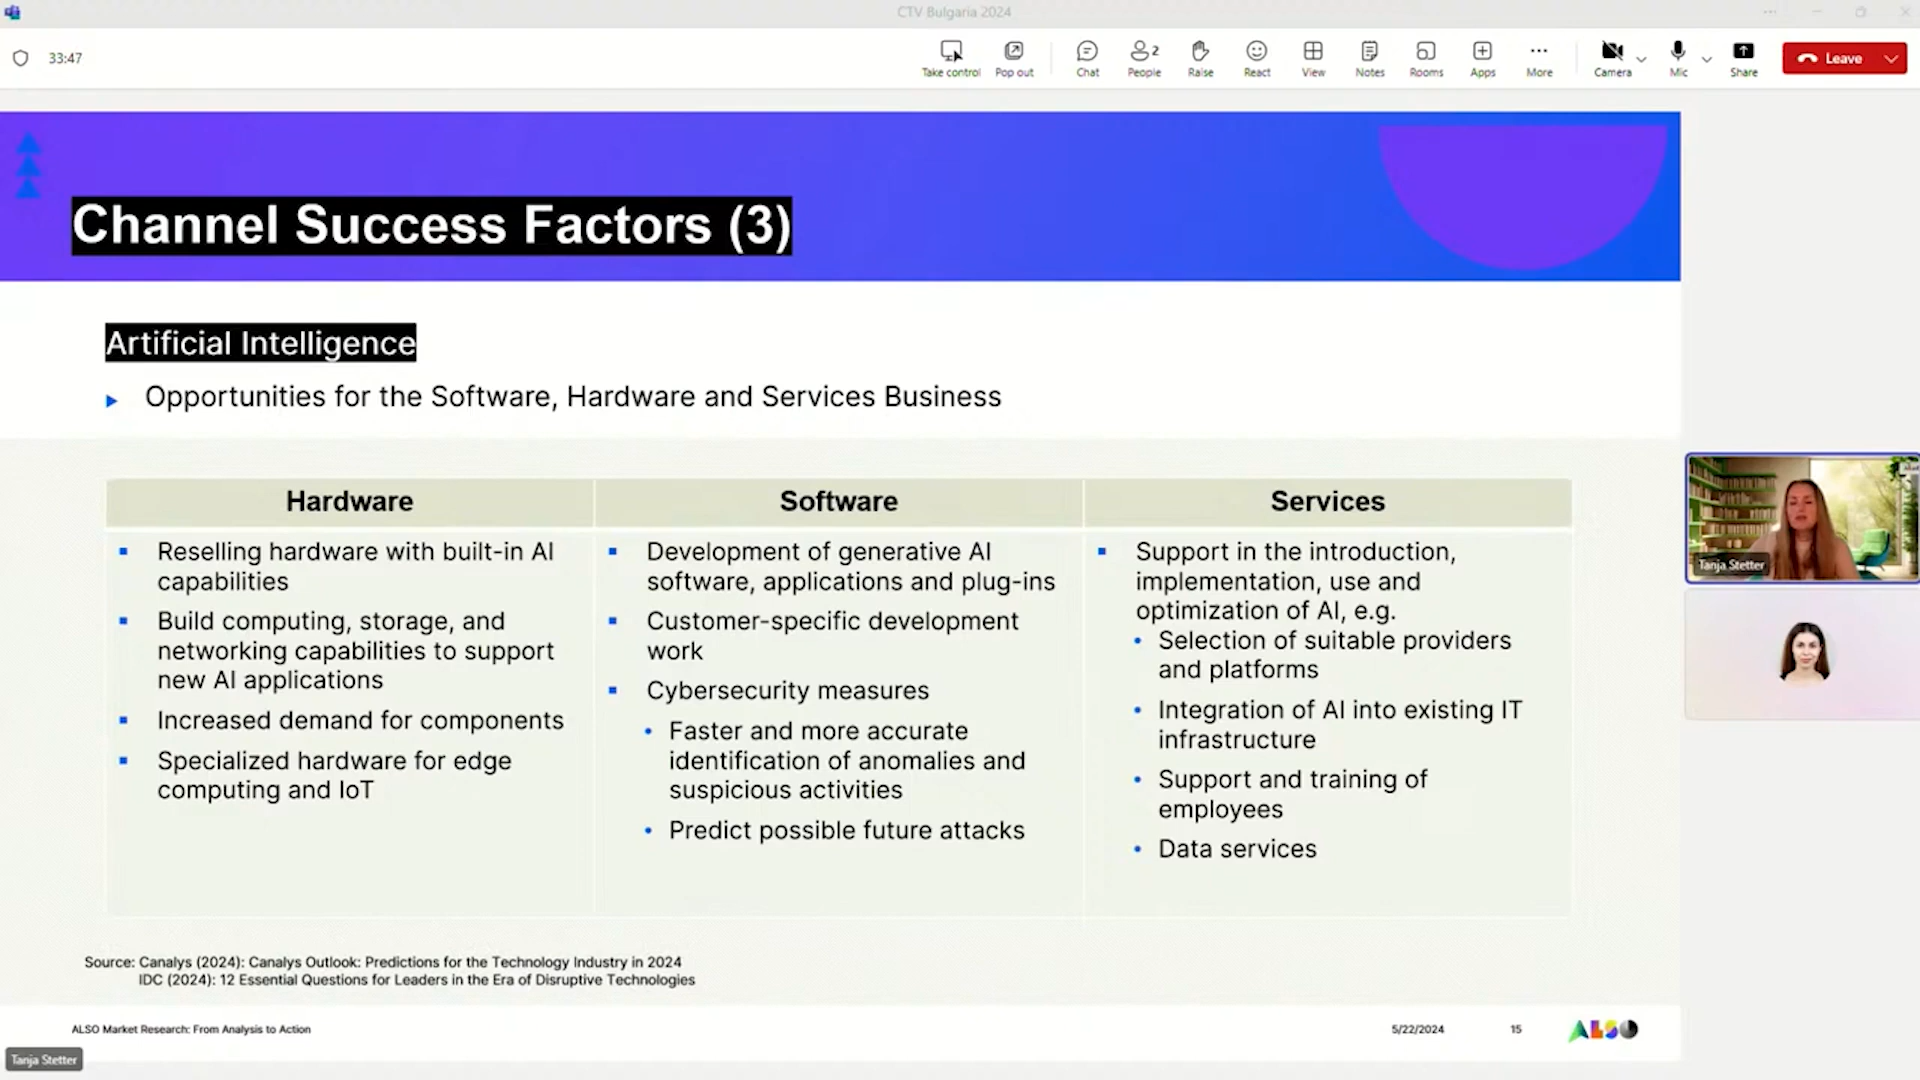 CTV Bulgaria 2024
33:47
Take control
Pop out
Chat
2
People
Raise
React
View
Notes
Rooms
Apps
More
Camera
Mic
Share
Leave
Channel Success Factors (3)
Artificial Intelligence
Opportunities for the Software, Hardware and Services Business
Hardware
Reselling hardware with built-in AI
capabilities
Build computing, storage, and
networking capabilities to support
new AI applications
Increased demand for components
Specialized hardware for edge
computing and IoT
Software
Development of generative AI
software, applications and plug-ins
Customer-specific development
work
Cybersecurity measures
Faster and more accurate
identification of anomalies and
suspicious activities
Predict possible future attacks
Services
Support in the introduction,
implementation, use and
optimization of AI, e.g.
Selection of suitable providers
and platforms
Integration of AI into existing IT
infrastructure
Support and training of
employees
Data services
Tanja Stetter
Source: Canalys (2024): Canalys Outlook: Predictions for the Technology Industry in 2024
IDC (2024): 12 Essential Questions for Leaders in the Era of Disruptive Technologies
ALSO Market Research: From Analysis to Action
5/22/2024
15
ALSO
Tanja Stetter